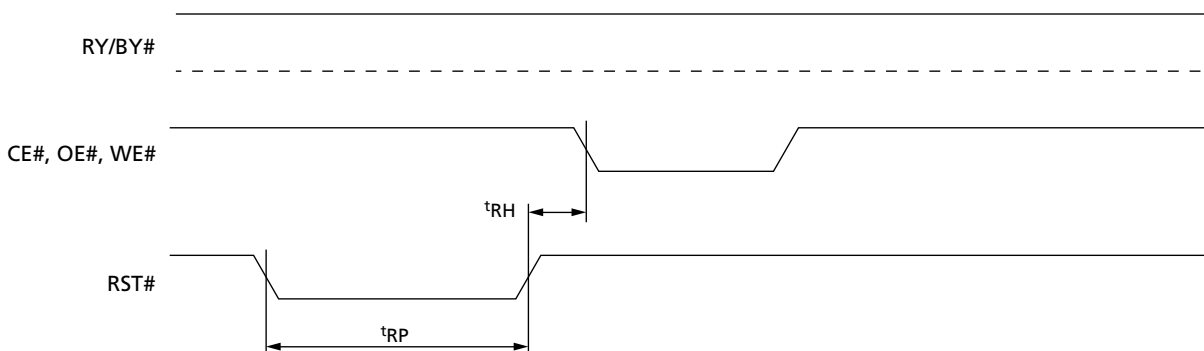 RY/BY#
CE#, OE#, WE#
tRH
RST#
tRP